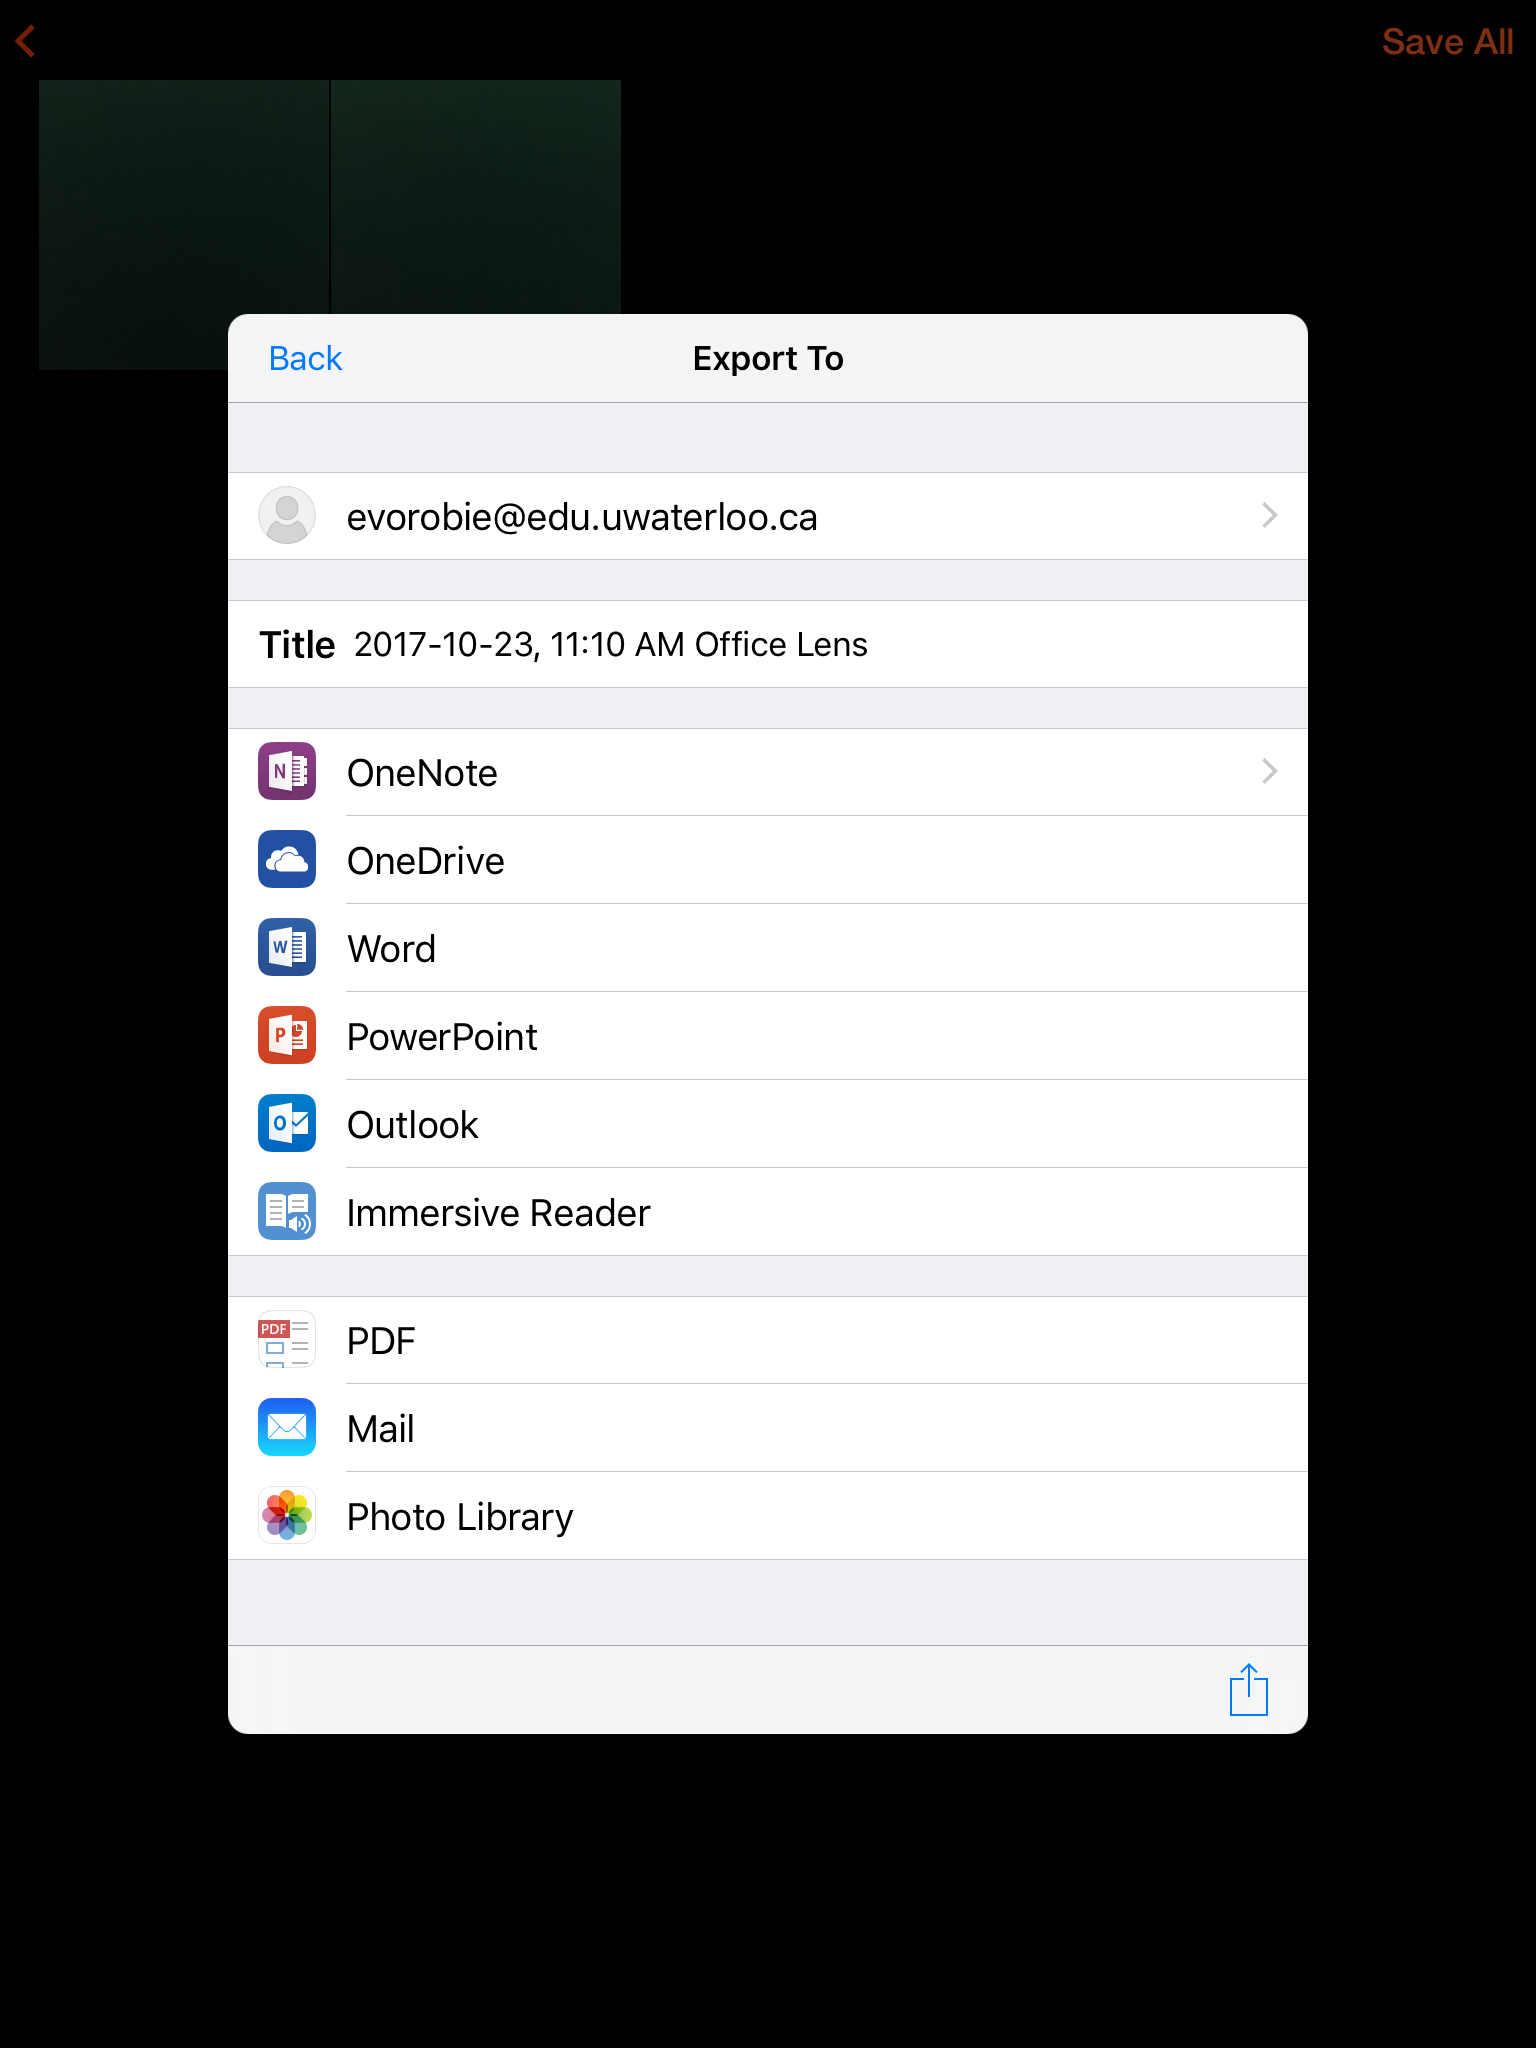 Save All
Back
Export To
evorobie@edu.uwaterloo.ca
Title 2017-10-23, 11:10 AM Office Lens
N OneNote
OneDrive
W Word
P PowerPoint
O Outlook
Immersive Reader
PDF PDF
Mail
Photo Library